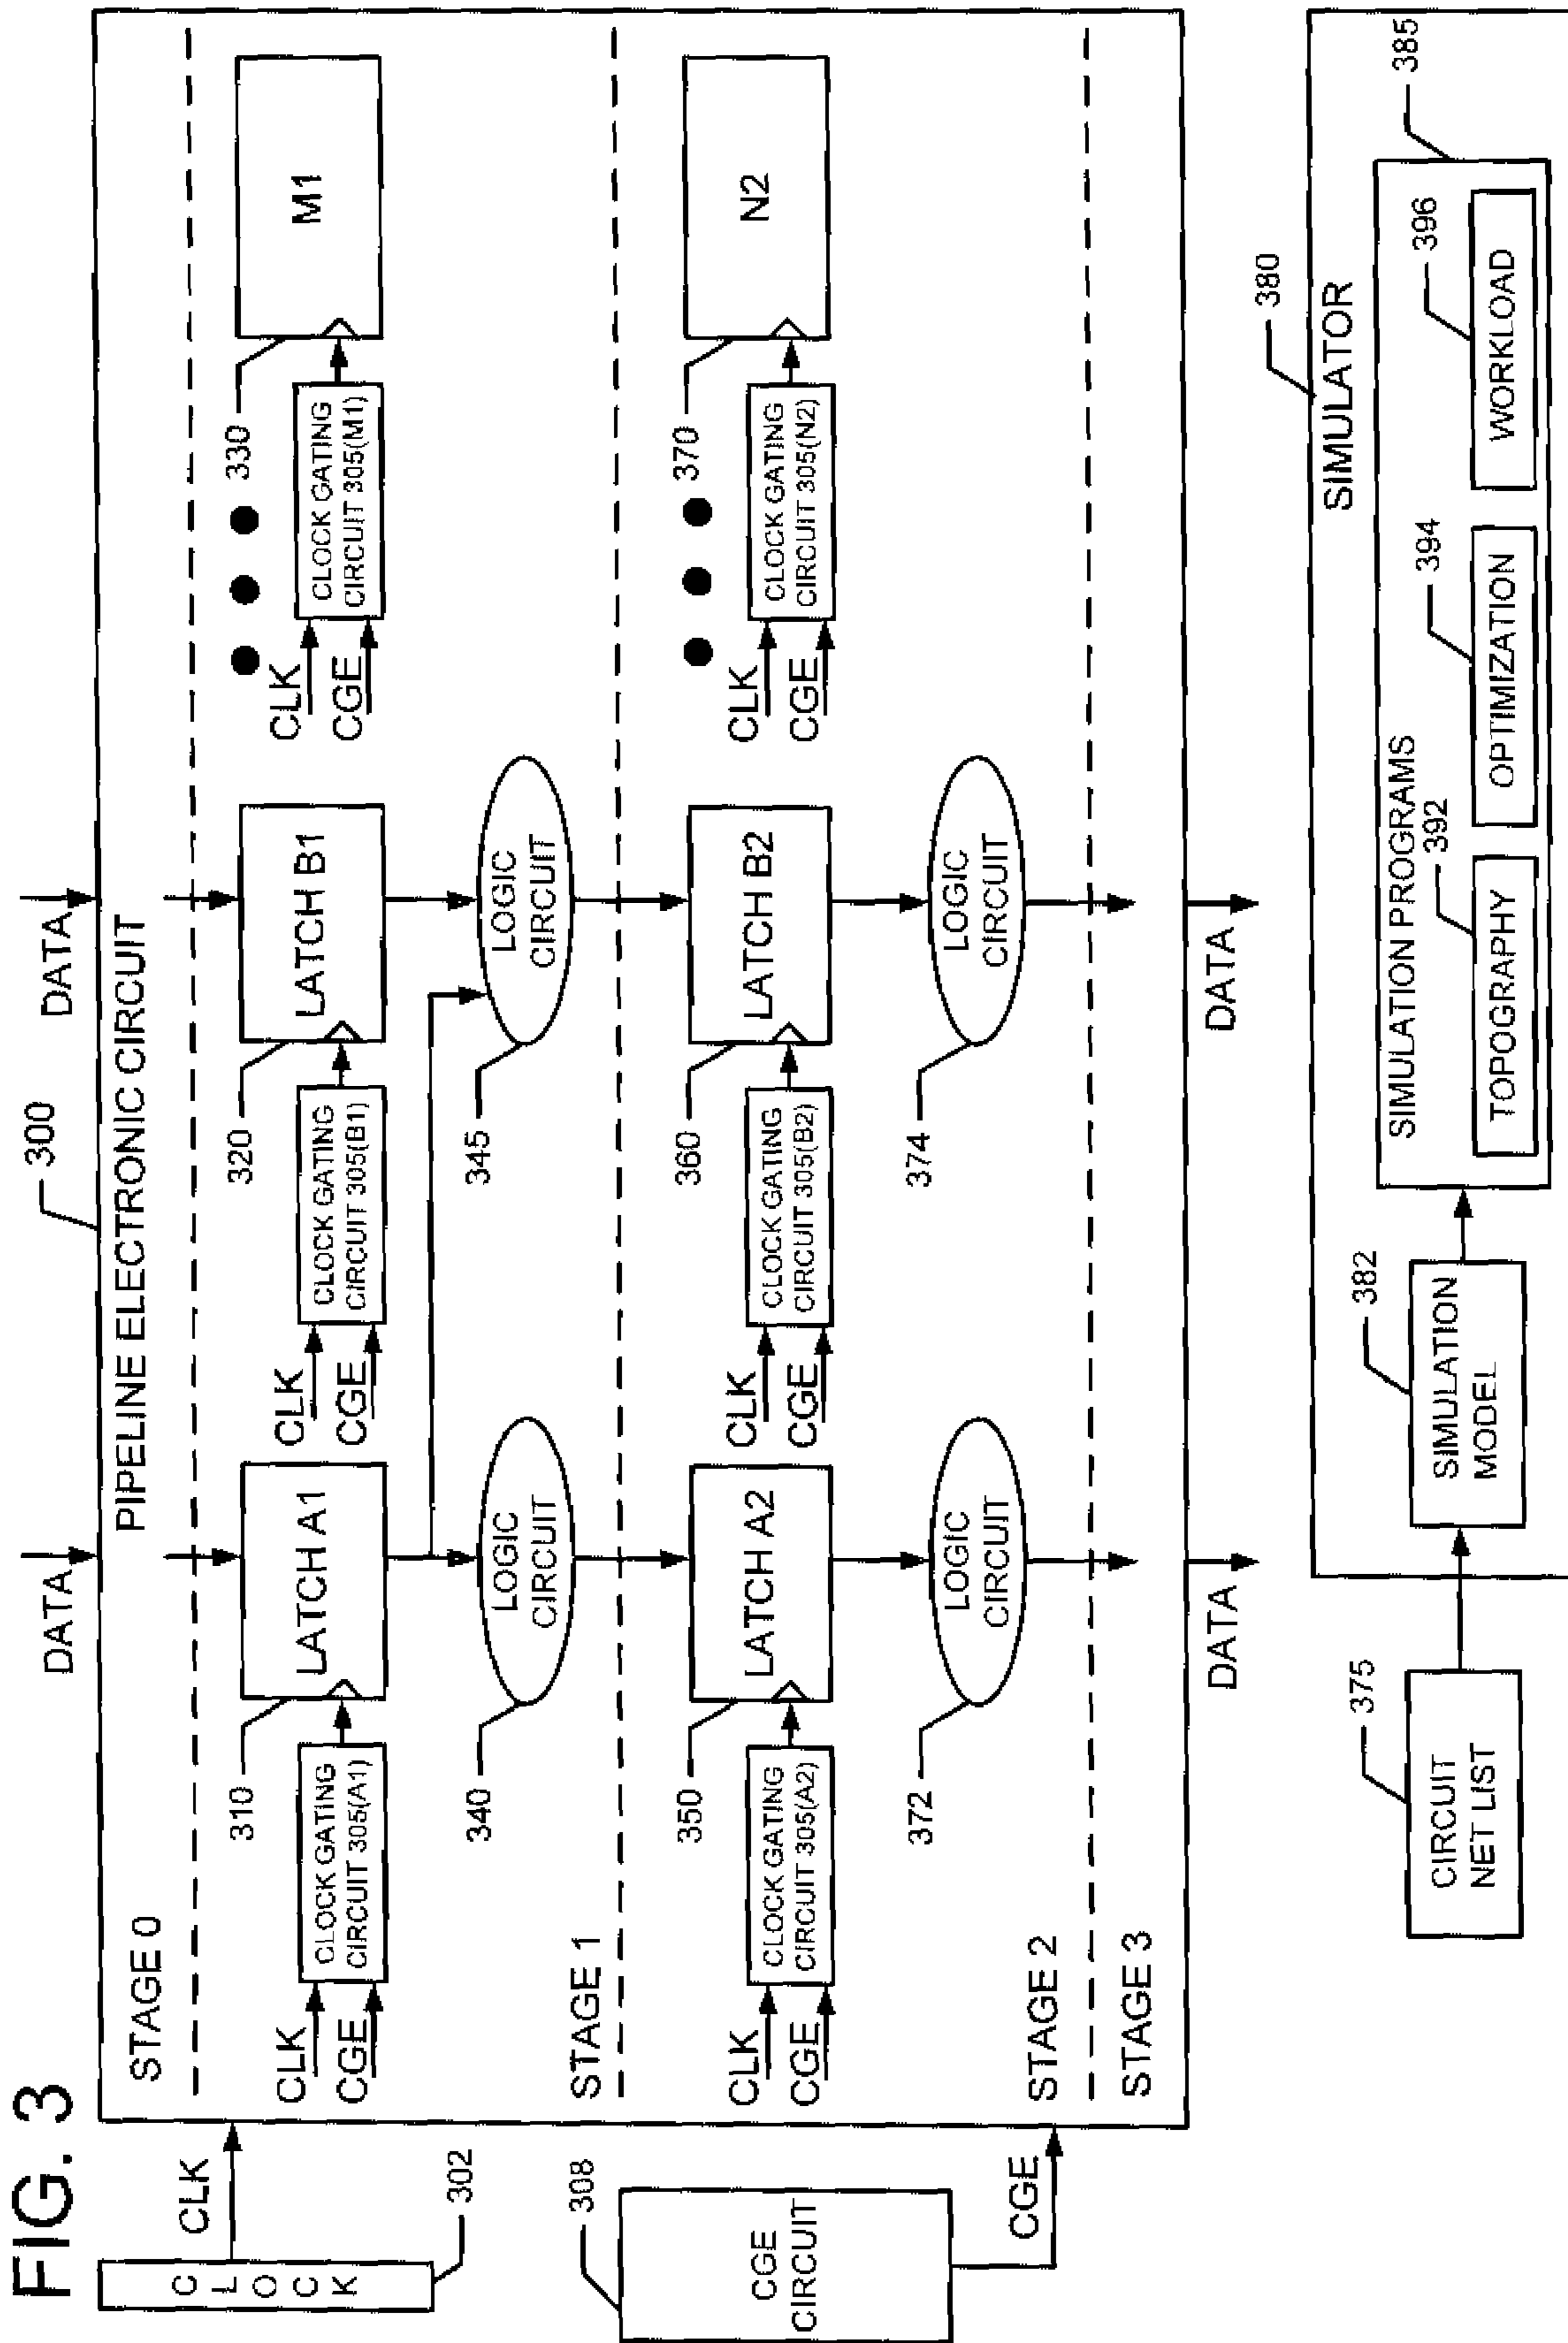 FIG. 3
300
DATA
DATA
PIPELINE ELECTRONIC CIRCUIT
CLOCK
CLK
302
STAGE 0
CLK
CGE
CLOCK GATING
CIRCUIT 305(A1)
310
LATCH A1
CLK
CGE
CLOCK GATING
CIRCUIT 305(B1)
320
LATCH B1
CLK
CGE
CLOCK GATING
CIRCUIT 305(M1)
330
M1
340
LOGIC
CIRCUIT
345
LOGIC
CIRCUIT
STAGE 1
308
CGE
CIRCUIT
CGE
CLK
CGE
CLOCK GATING
CIRCUIT 305(A2)
350
LATCH A2
CLK
CGE
CLOCK GATING
CIRCUIT 305(B2)
360
LATCH B2
CLK
CGE
CLOCK GATING
CIRCUIT 305(N2)
370
N2
372
LOGIC
CIRCUIT
374
LOGIC
CIRCUIT
STAGE 2
STAGE 3
DATA
DATA
375
CIRCUIT
NET LIST
380
SIMULATOR
382
SIMULATION
MODEL
385
SIMULATION PROGRAMS
392
TOPOGRAPHY
394
OPTIMIZATION
396
WORKLOAD